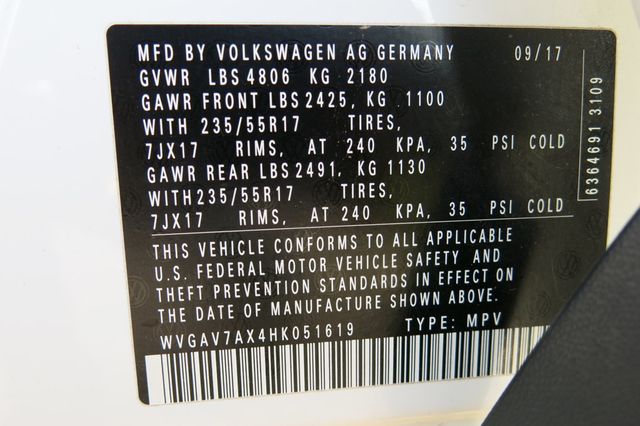 MFD BY VOLKSWAGEN AG GERMANY 09/17
GVWR LBS 4806 KG 2180
GAWR FRONT LBS 2425, KG 1100
WITH 235/55R17 TIRES,
7JX17 RIMS, AT 240 KPA, 35 PSI COLD
GAWR REAR LBS 2491, KG 1130
WITH 235/55R17 TIRES,
7JX17 RIMS, AT 240 KPA, 35 PSI COLD
THIS VEHICLE CONFORMS TO ALL APPLICABLE
U.S. FEDERAL MOTOR VEHICLE SAFETY AND
THEFT PREVENTION STANDARDS IN EFFECT ON
THE DATE OF MANUFACTURE SHOWN ABOVE.
WVGAV7AX4HK051619 TYPE: MPV
6364691 3109